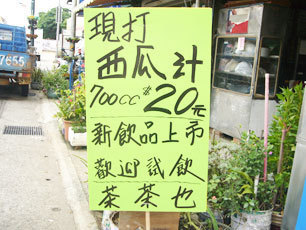 現打
西瓜汁
700cc $20元
新飲品上市
歡迎試飲
茶茶也